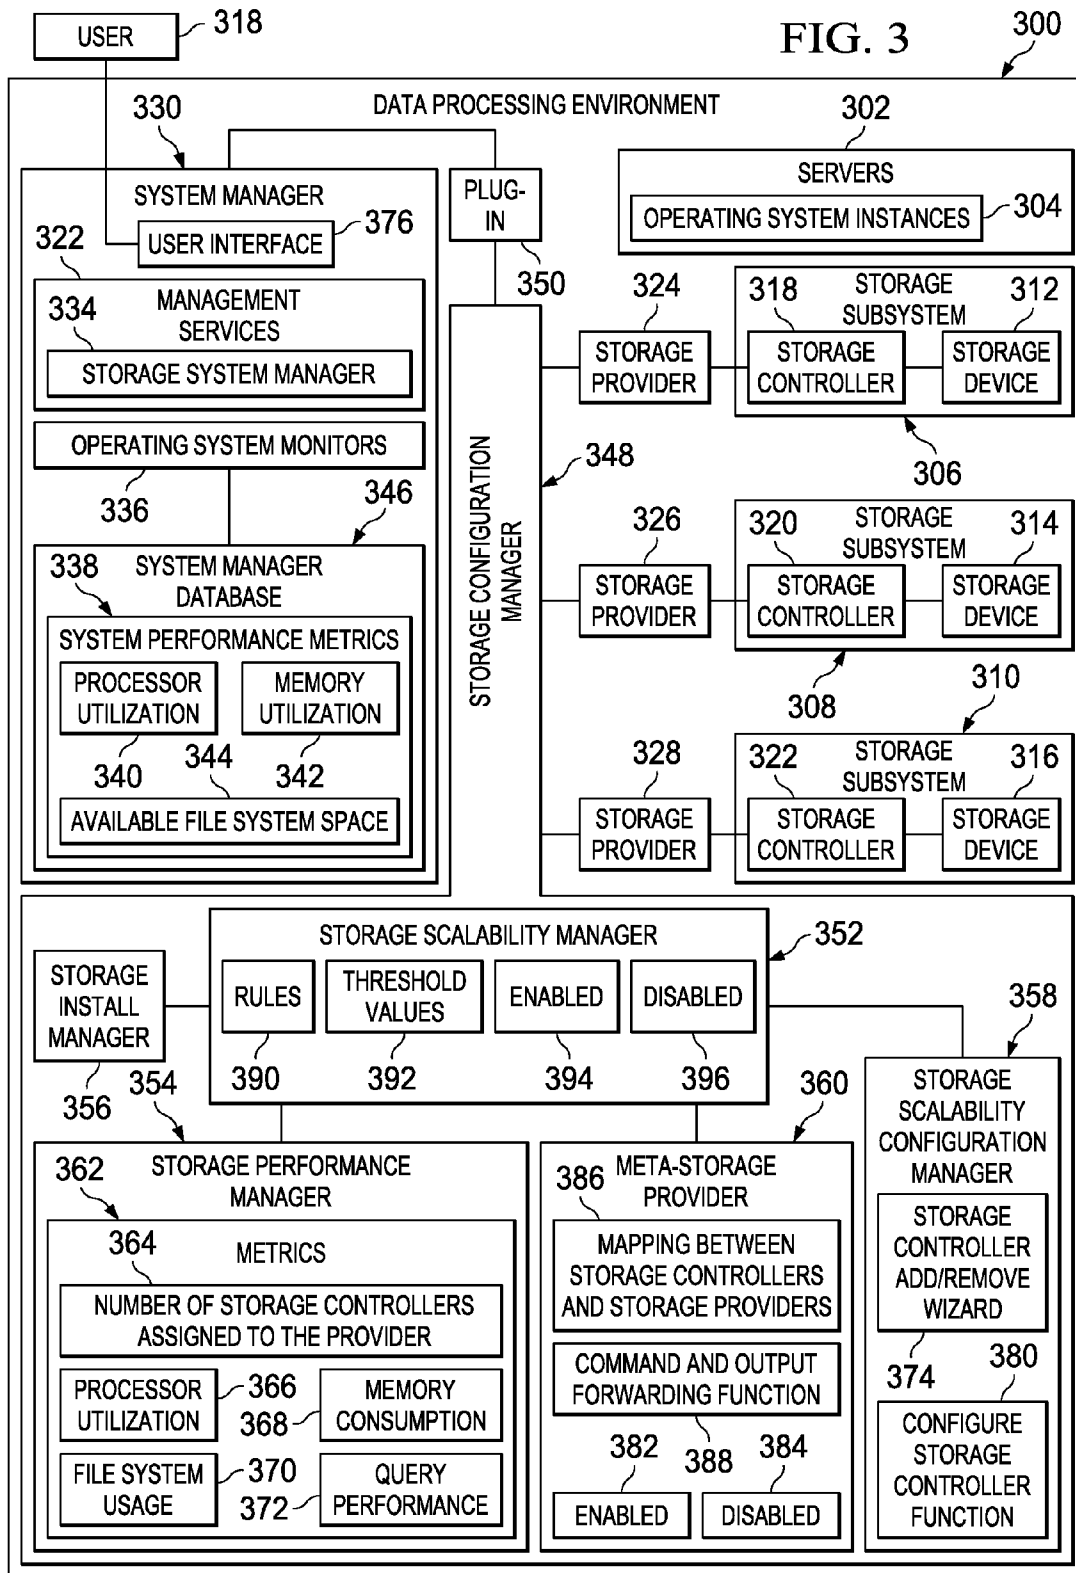 USER
318
FIG. 3
300
DATA PROCESSING ENVIRONMENT
330
SYSTEM MANAGER
USER INTERFACE
376
322
MANAGEMENT
SERVICES
334
STORAGE SYSTEM MANAGER
OPERATING SYSTEM MONITORS
336
346
SYSTEM MANAGER
DATABASE
338
SYSTEM PERFORMANCE METRICS
PROCESSOR
UTILIZATION
340
MEMORY
UTILIZATION
342
344
AVAILABLE FILE SYSTEM SPACE
PLUG-
IN
350
302
SERVERS
OPERATING SYSTEM INSTANCES
304
STORAGE CONFIGURATION
MANAGER
348
324
STORAGE
PROVIDER
STORAGE
SUBSYSTEM
318
STORAGE
CONTROLLER
312
STORAGE
DEVICE
306
326
STORAGE
PROVIDER
STORAGE
SUBSYSTEM
320
STORAGE
CONTROLLER
314
STORAGE
DEVICE
308
310
328
STORAGE
PROVIDER
STORAGE
SUBSYSTEM
322
STORAGE
CONTROLLER
316
STORAGE
DEVICE
STORAGE SCALABILITY MANAGER
352
RULES
390
THRESHOLD
VALUES
392
ENABLED
394
DISABLED
396
STORAGE
INSTALL
MANAGER
356
354
STORAGE PERFORMANCE
MANAGER
362
METRICS
364
NUMBER OF STORAGE CONTROLLERS
ASSIGNED TO THE PROVIDER
PROCESSOR
UTILIZATION
366
368
MEMORY
CONSUMPTION
FILE SYSTEM
USAGE
370
372
QUERY
PERFORMANCE
360
META-STORAGE
PROVIDER
386
MAPPING BETWEEN
STORAGE CONTROLLERS
AND STORAGE PROVIDERS
COMMAND AND OUTPUT
FORWARDING FUNCTION
388
382
ENABLED
384
DISABLED
358
STORAGE
SCALABILITY
CONFIGURATION
MANAGER
STORAGE
CONTROLLER
ADD/REMOVE
WIZARD
374
380
CONFIGURE
STORAGE
CONTROLLER
FUNCTION